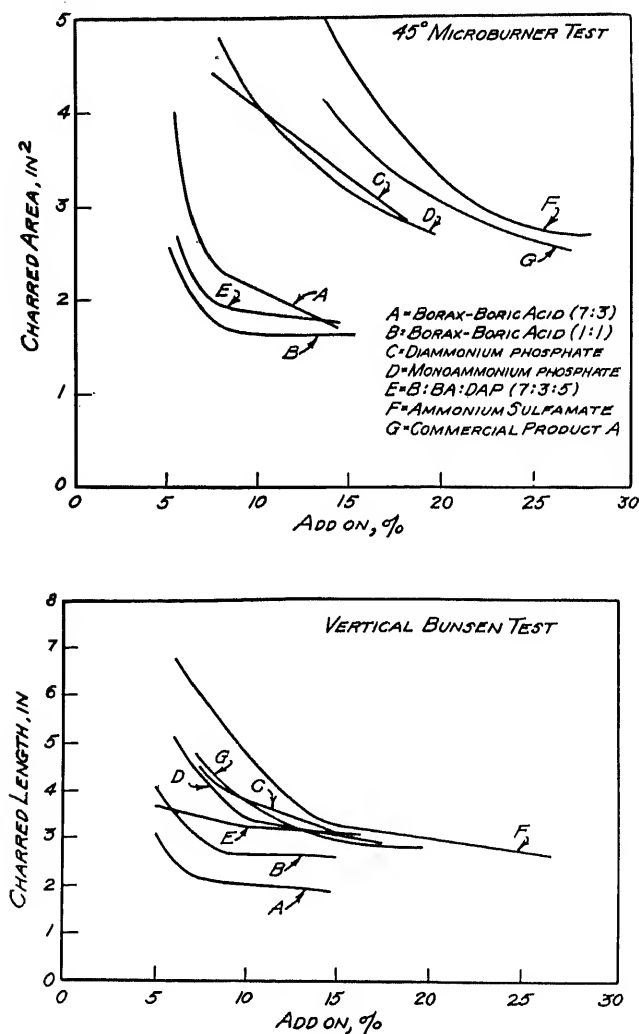 45° MICROBURNER TEST
5
4
3
2
1
0
CHARRED AREA, IN²
C
D
F
G
E
A
B
A=BORAX-BORIC ACID (7:3)
B=BORAX-BORIC ACID (1:1)
C=DIAMMONIUM PHOSPHATE
D=MONOAMMONIUM PHOSPHATE
E=B:BA:DAP (7:3:5)
F=AMMONIUM SULFAMATE
G=COMMERCIAL PRODUCT A
0 5 10 15 20 25 30
ADD ON, %
VERTICAL BUNSEN TEST
8
7
6
5
4
3
2
1
0
CHARRED LENGTH, IN
G
D
C
E
F
B
A
0 5 10 15 20 25 30
ADD ON, %